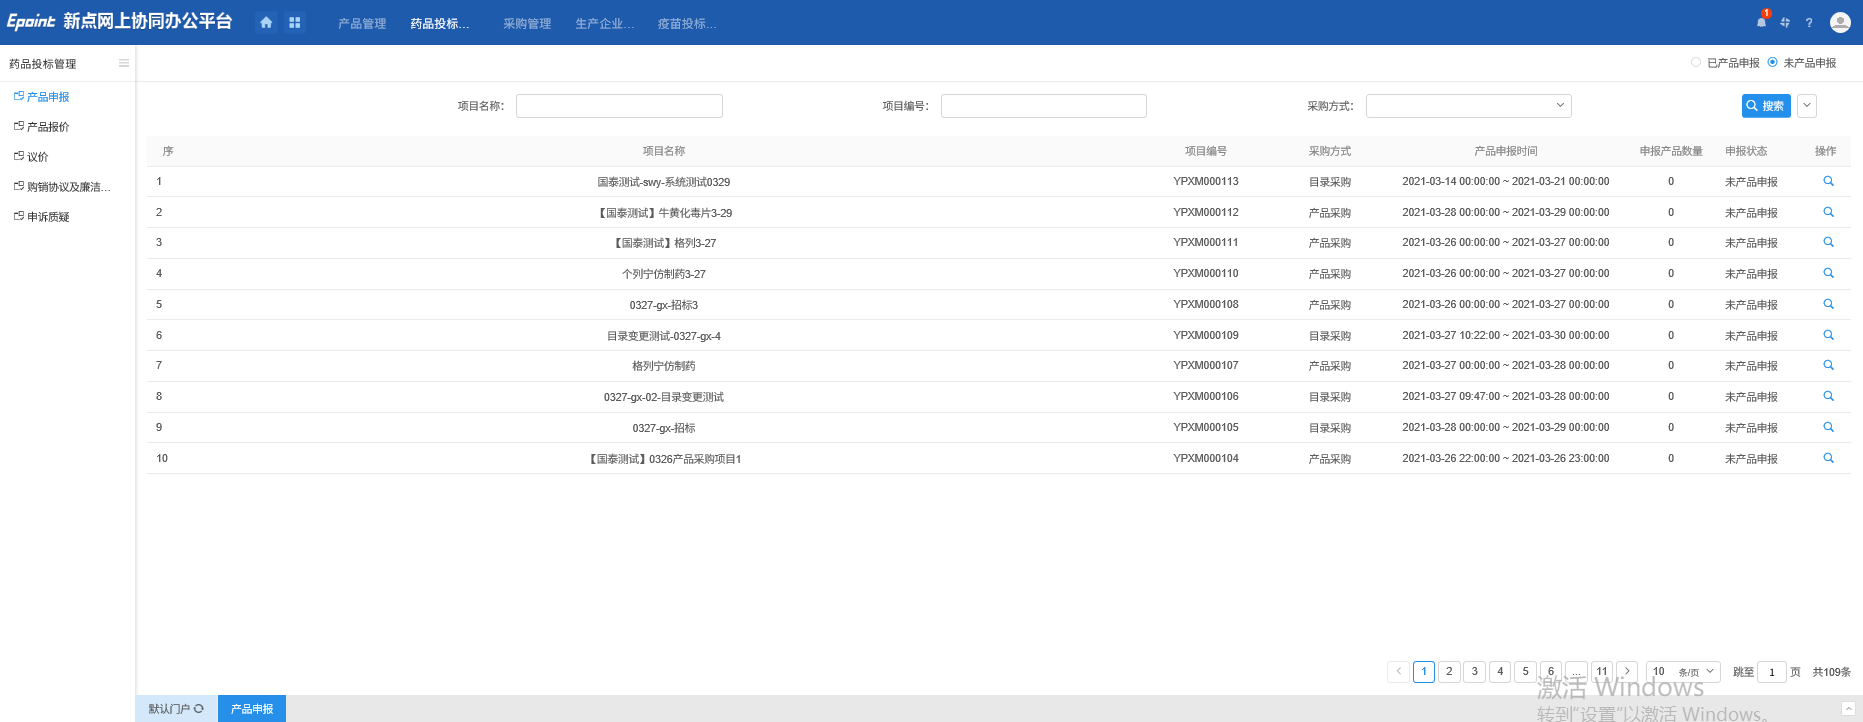 Epoint 新点网上协同办公平台 产品管理 药品投标... 采购管理 生产企业... 疫苗投标... 1 ?
药品投标管理
产品申报
产品报价
议价
购销协议及廉洁...
申诉质疑
已产品申报 未产品申报
项目名称: 项目编号: 采购方式: 搜索
序 项目名称 项目编号 采购方式 产品申报时间 申报产品数量 申报状态 操作
1 国泰测试-swy-系统测试0329 YPXM000113 目录采购 2021-03-14 00:00:00 ~ 2021-03-21 00:00:00 0 未产品申报
2 【国泰测试】牛黄化毒片3-29 YPXM000112 产品采购 2021-03-28 00:00:00 ~ 2021-03-29 00:00:00 0 未产品申报
3 【国泰测试】格列3-27 YPXM000111 产品采购 2021-03-26 00:00:00 ~ 2021-03-27 00:00:00 0 未产品申报
4 个列宁仿制药3-27 YPXM000110 产品采购 2021-03-26 00:00:00 ~ 2021-03-27 00:00:00 0 未产品申报
5 0327-gx-招标3 YPXM000108 产品采购 2021-03-26 00:00:00 ~ 2021-03-27 00:00:00 0 未产品申报
6 目录变更测试-0327-gx-4 YPXM000109 目录采购 2021-03-27 10:22:00 ~ 2021-03-30 00:00:00 0 未产品申报
7 格列宁仿制药 YPXM000107 产品采购 2021-03-27 00:00:00 ~ 2021-03-28 00:00:00 0 未产品申报
8 0327-gx-02-目录变更测试 YPXM000106 目录采购 2021-03-27 09:47:00 ~ 2021-03-28 00:00:00 0 未产品申报
9 0327-gx-招标 YPXM000105 目录采购 2021-03-28 00:00:00 ~ 2021-03-29 00:00:00 0 未产品申报
10 【国泰测试】0326产品采购项目1 YPXM000104 产品采购 2021-03-26 22:00:00 ~ 2021-03-26 23:00:00 0 未产品申报
1 2 3 4 5 6 ... 11 10 条/页 跳至 1 页 共109条
激活 Windows
转到“设置”以激活 Windows。
默认门户 产品申报